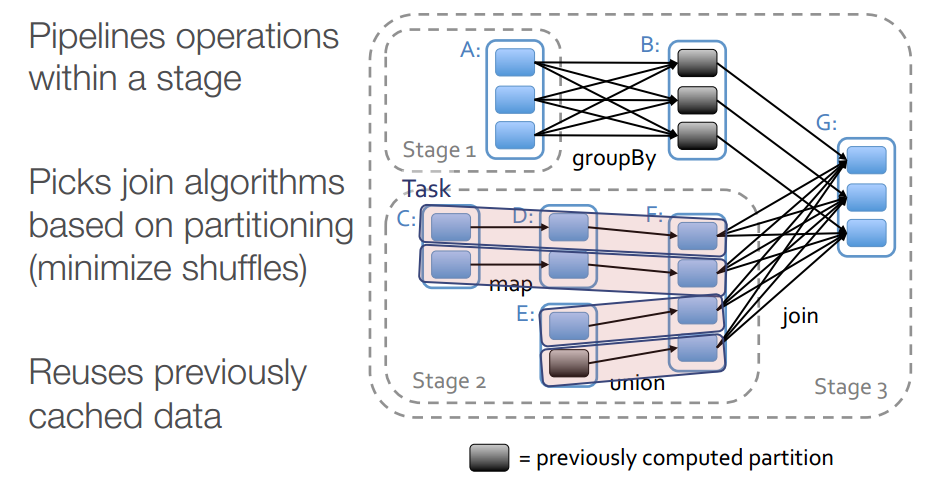 Pipelines operations
within a stage
Picks join algorithms
based on partitioning
(minimize shuffles)
Reuses previously
cached data
A:
B:
G:
Stage 1
groupBy
Task
C:
D:
F:
map
E:
join
Stage 2
union
Stage 3
= previously computed partition